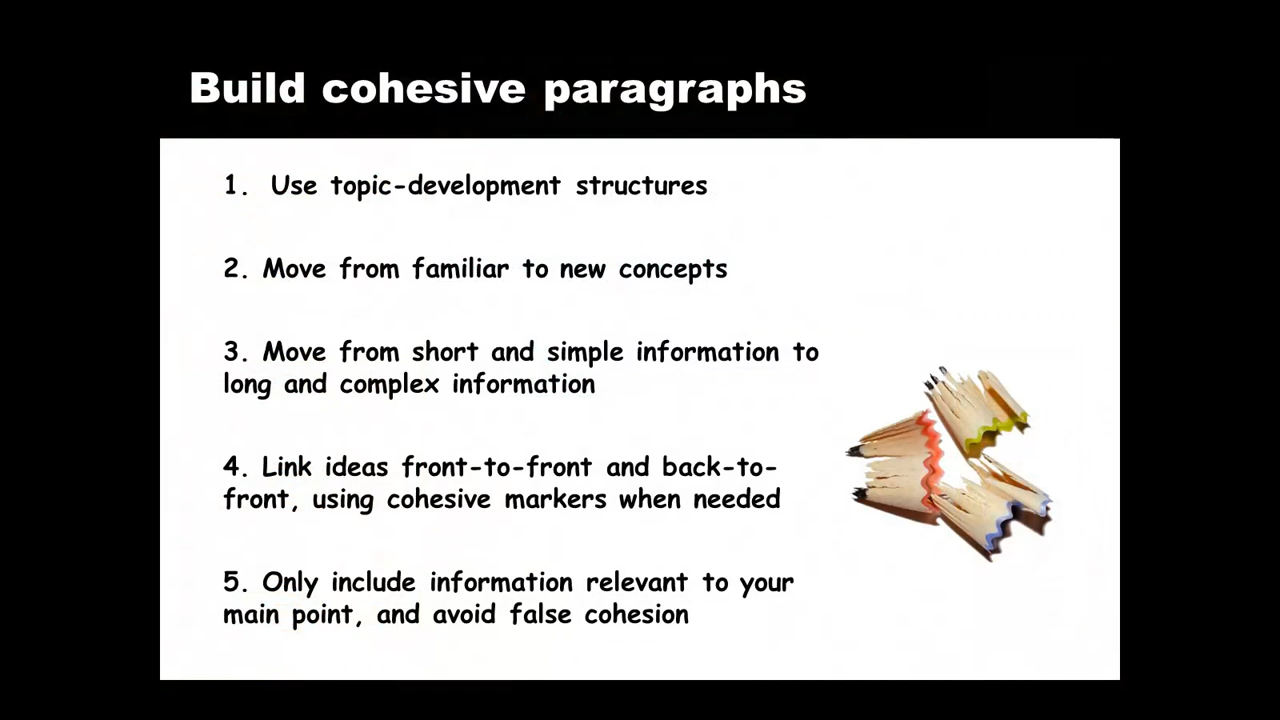 Build cohesive paragraphs
1. Use topic-development structures
2. Move from familiar to new concepts
3. Move from short and simple information to
long and complex information
4. Link ideas front-to-front and back-to-
front, using cohesive markers when needed
5. Only include information relevant to your
main point, and avoid false cohesion